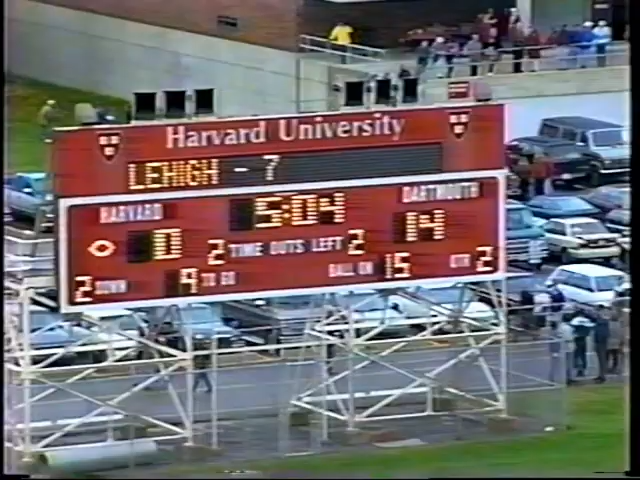 Harvard University
LEHIGH - 7
HARVARD 5:04 DARTMOUTH
0 2 TIME OUTS LEFT 2 14
2 DOWN 9 TO GO BALL ON 15 QTR 2